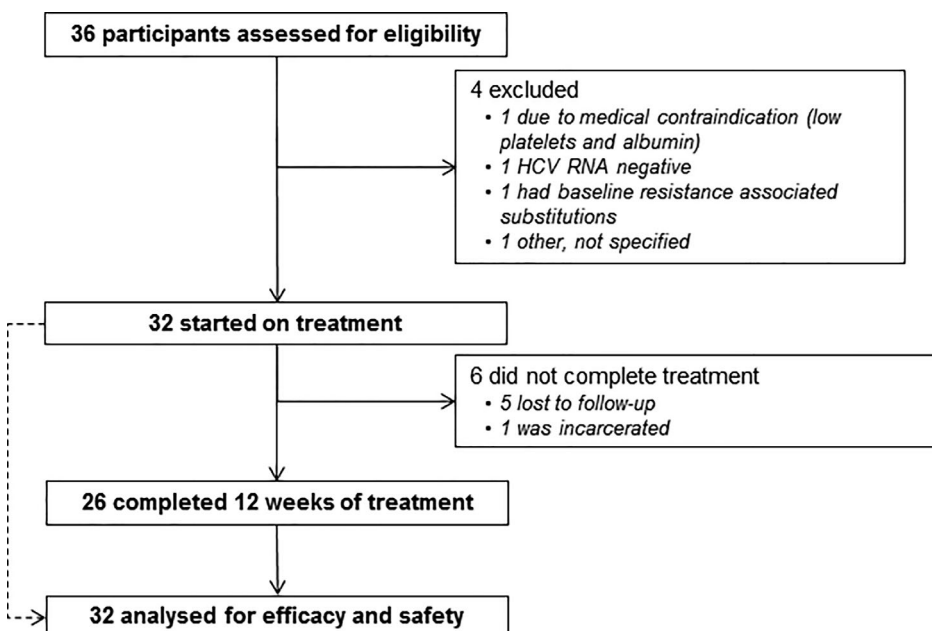 36 participants assessed for eligibility
4 excluded
• 1 due to medical contraindication (low
platelets and albumin)
• 1 HCV RNA negative
• 1 had baseline resistance associated
substitutions
• 1 other, not specified
32 started on treatment
6 did not complete treatment
• 5 lost to follow-up
• 1 was incarcerated
26 completed 12 weeks of treatment
32 analysed for efficacy and safety